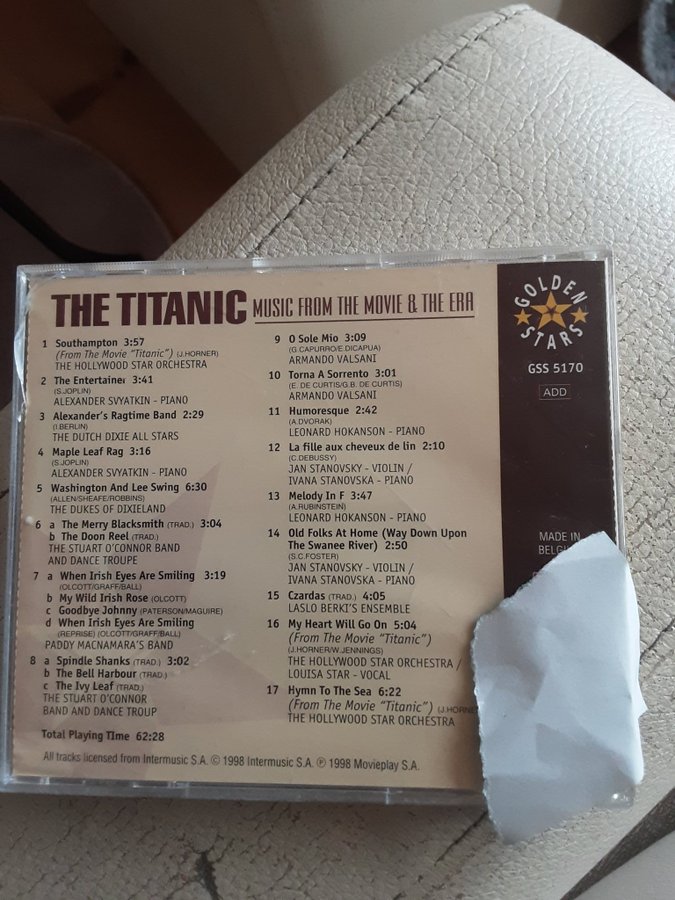 THE TITANIC MUSIC FROM THE MOVIE & THE ERA
1 Southampton 3:57
(From The Movie "Titanic") (J.HORNER)
THE HOLLYWOOD STAR ORCHESTRA
2 The Entertainer 3:41
(S.JOPLIN)
ALEXANDER SVYATKIN - PIANO
3 Alexander's Ragtime Band 2:29
(I.BERLIN)
THE DUTCH DIXIE ALL STARS
4 Maple Leaf Rag 3:16
(S.JOPLIN)
ALEXANDER SVYATKIN - PIANO
5 Washington And Lee Swing 6:30
(ALLEN/SHEAFE/ROBBINS)
THE DUKES OF DIXIELAND
6 a The Merry Blacksmith (TRAD.) 3:04
b The Doon Reel (TRAD.)
THE STUART O'CONNOR BAND
AND DANCE TROUPE
7 a When Irish Eyes Are Smiling 3:19
(OLCOTT/GRAFF/BALL)
b My Wild Irish Rose (OLCOTT)
c Goodbye Johnny (PATERSON/MAGUIRE)
d When Irish Eyes Are Smiling
(REPRISE) (OLCOTT/GRAFF/BALL)
PADDY MACNAMARA'S BAND
8 a Spindle Shanks (TRAD.) 3:02
b The Bell Harbour (TRAD.)
c The Ivy Leaf (TRAD.)
THE STUART O'CONNOR
BAND AND DANCE TROUP
Total Playing TIme 62:28
9 O Sole Mio 3:09
(G.CAPURRO/E.DICAPUA)
ARMANDO VALSANI
10 Torna A Sorrento 3:01
(E. DE CURTIS/G.B. DE CURTIS)
ARMANDO VALSANI
11 Humoresque 2:42
(A.DVORAK)
LEONARD HOKANSON - PIANO
12 La fille aux cheveux de lin 2:10
(C.DEBUSSY)
JAN STANOVSKY - VIOLIN /
IVANA STANOVSKA - PIANO
13 Melody In F 3:47
(A.RUBINSTEIN)
LEONARD HOKANSON - PIANO
14 Old Folks At Home (Way Down Upon
The Swanee River) 2:50
(S.C.FOSTER)
JAN STANOVSKY - VIOLIN /
IVANA STANOVSKA - PIANO
15 Czardas (TRAD.) 4:05
LASLO BERKI'S ENSEMBLE
16 My Heart Will Go On 5:04
(From The Movie "Titanic")
(J.HORNER/W.JENNINGS)
THE HOLLYWOOD STAR ORCHESTRA /
LOUISA STAR - VOCAL
17 Hymn To The Sea 6:22
(From The Movie "Titanic") (J.HORNE
THE HOLLYWOOD STAR ORCHESTRA
All tracks licensed from Intermusic S.A. © 1998 Intermusic S.A. ℗ 1998 Movieplay S.A.
GOLDEN
STARS
GSS 5170
ADD
MADE IN